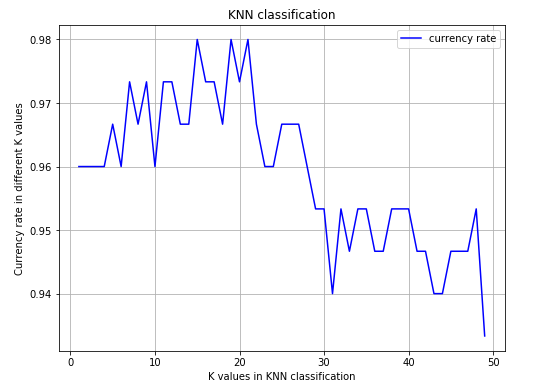 KNN classification
currency rate
0.98
0.97
0.96
0.95
0.94
Currency rate in different K values
0 10 20 30 40 50
K values in KNN classification